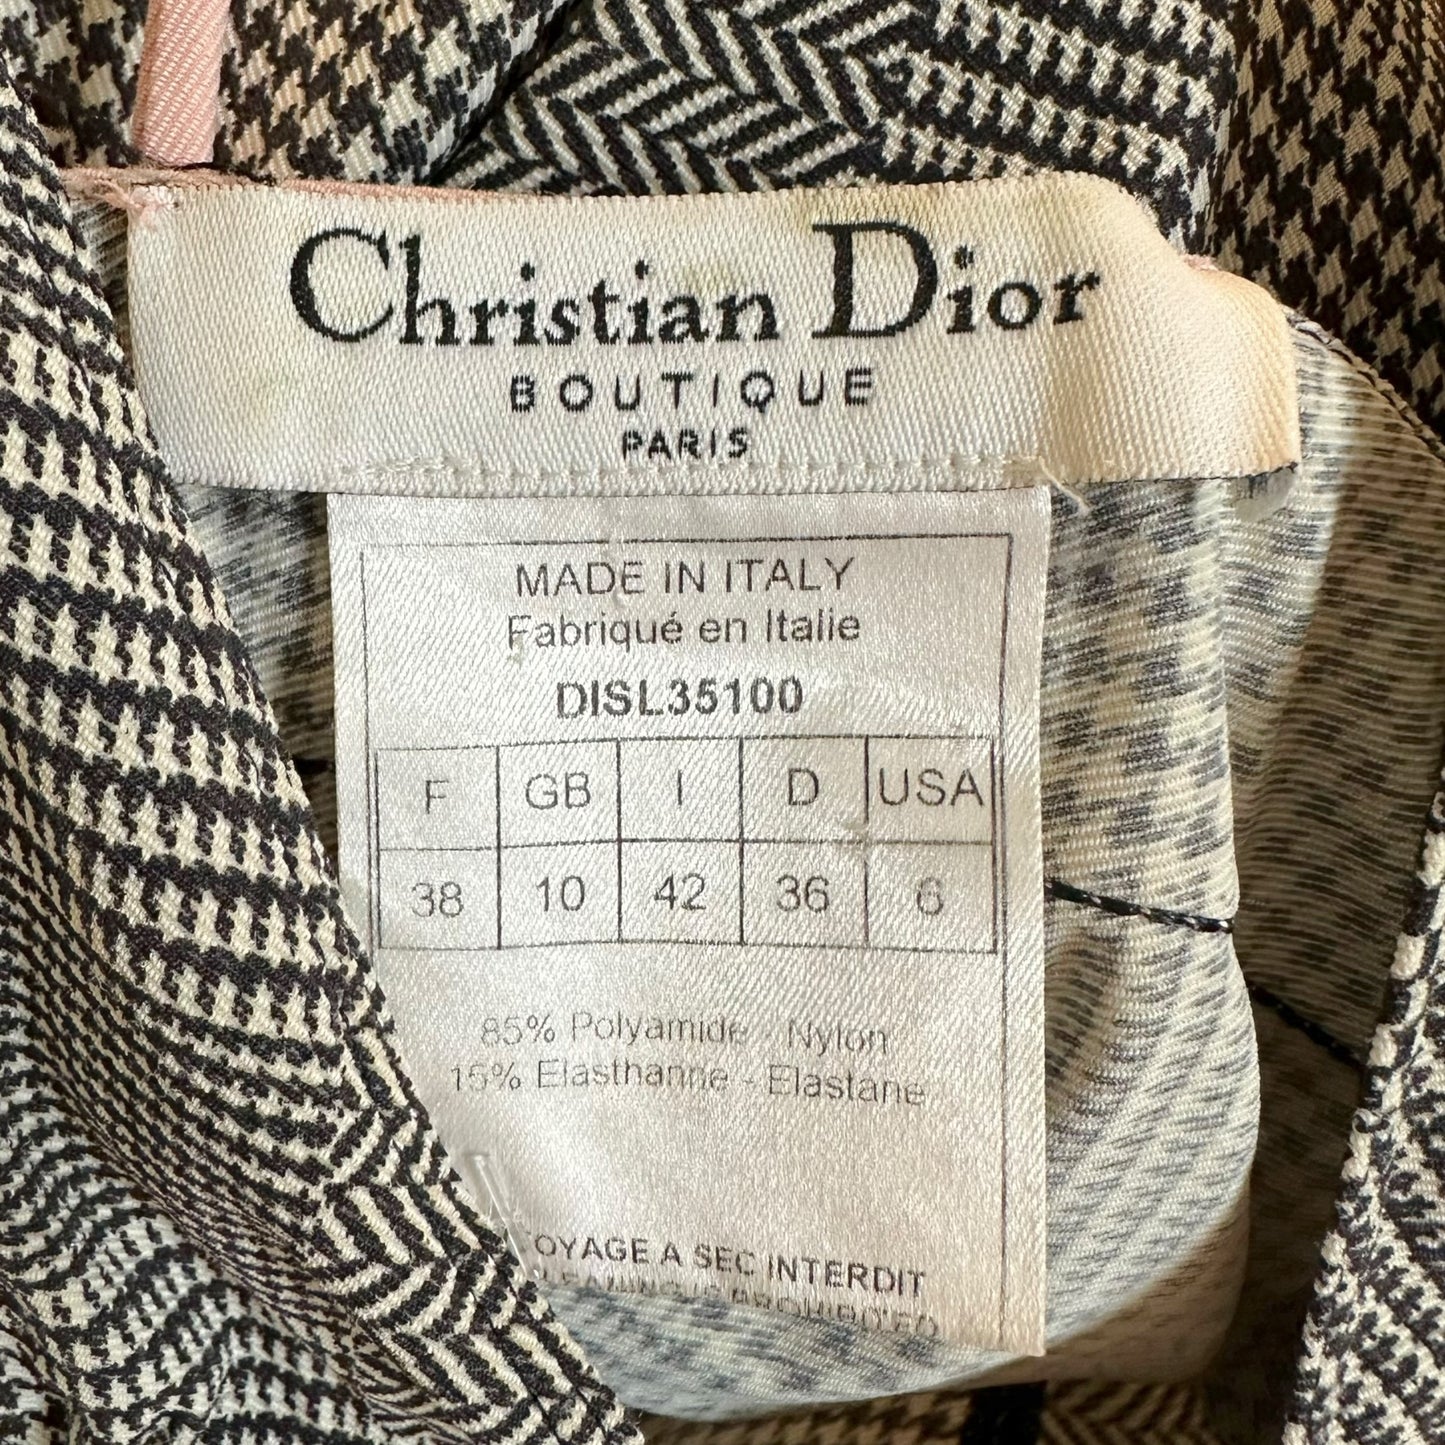 Christian Dior
BOUTIQUE
PARIS
MADE IN ITALY
Fabriqué en Italie
DISL35100
F GB I D USA
38 10 42 36 6
85% Polyamide - Nylon
15% Elasthanne - Elastane
OYAGE A SEC INTERDIT